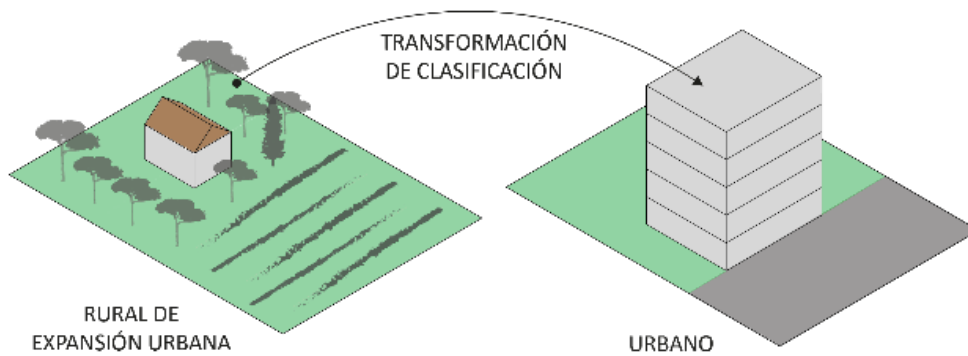 TRANSFORMACIÓN
DE CLASIFICACIÓN
RURAL DE
EXPANSIÓN URBANA
URBANO